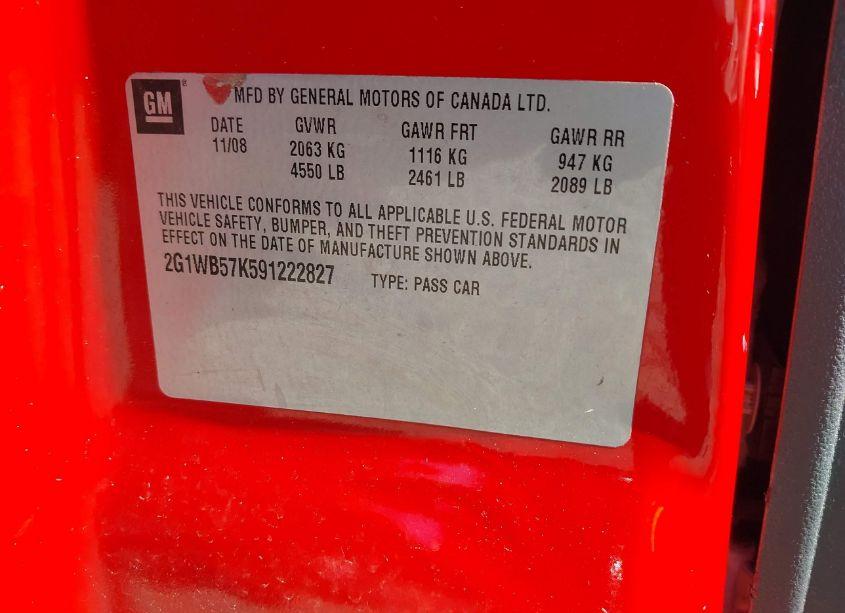 GM ® MFD BY GENERAL MOTORS OF CANADA LTD.
DATE GVWR GAWR FRT GAWR RR
11/08 2063 KG 1116 KG 947 KG
4550 LB 2461 LB 2089 LB
THIS VEHICLE CONFORMS TO ALL APPLICABLE U.S. FEDERAL MOTOR
VEHICLE SAFETY, BUMPER, AND THEFT PREVENTION STANDARDS IN
EFFECT ON THE DATE OF MANUFACTURE SHOWN ABOVE.
2G1WB57K591222827 TYPE: PASS CAR